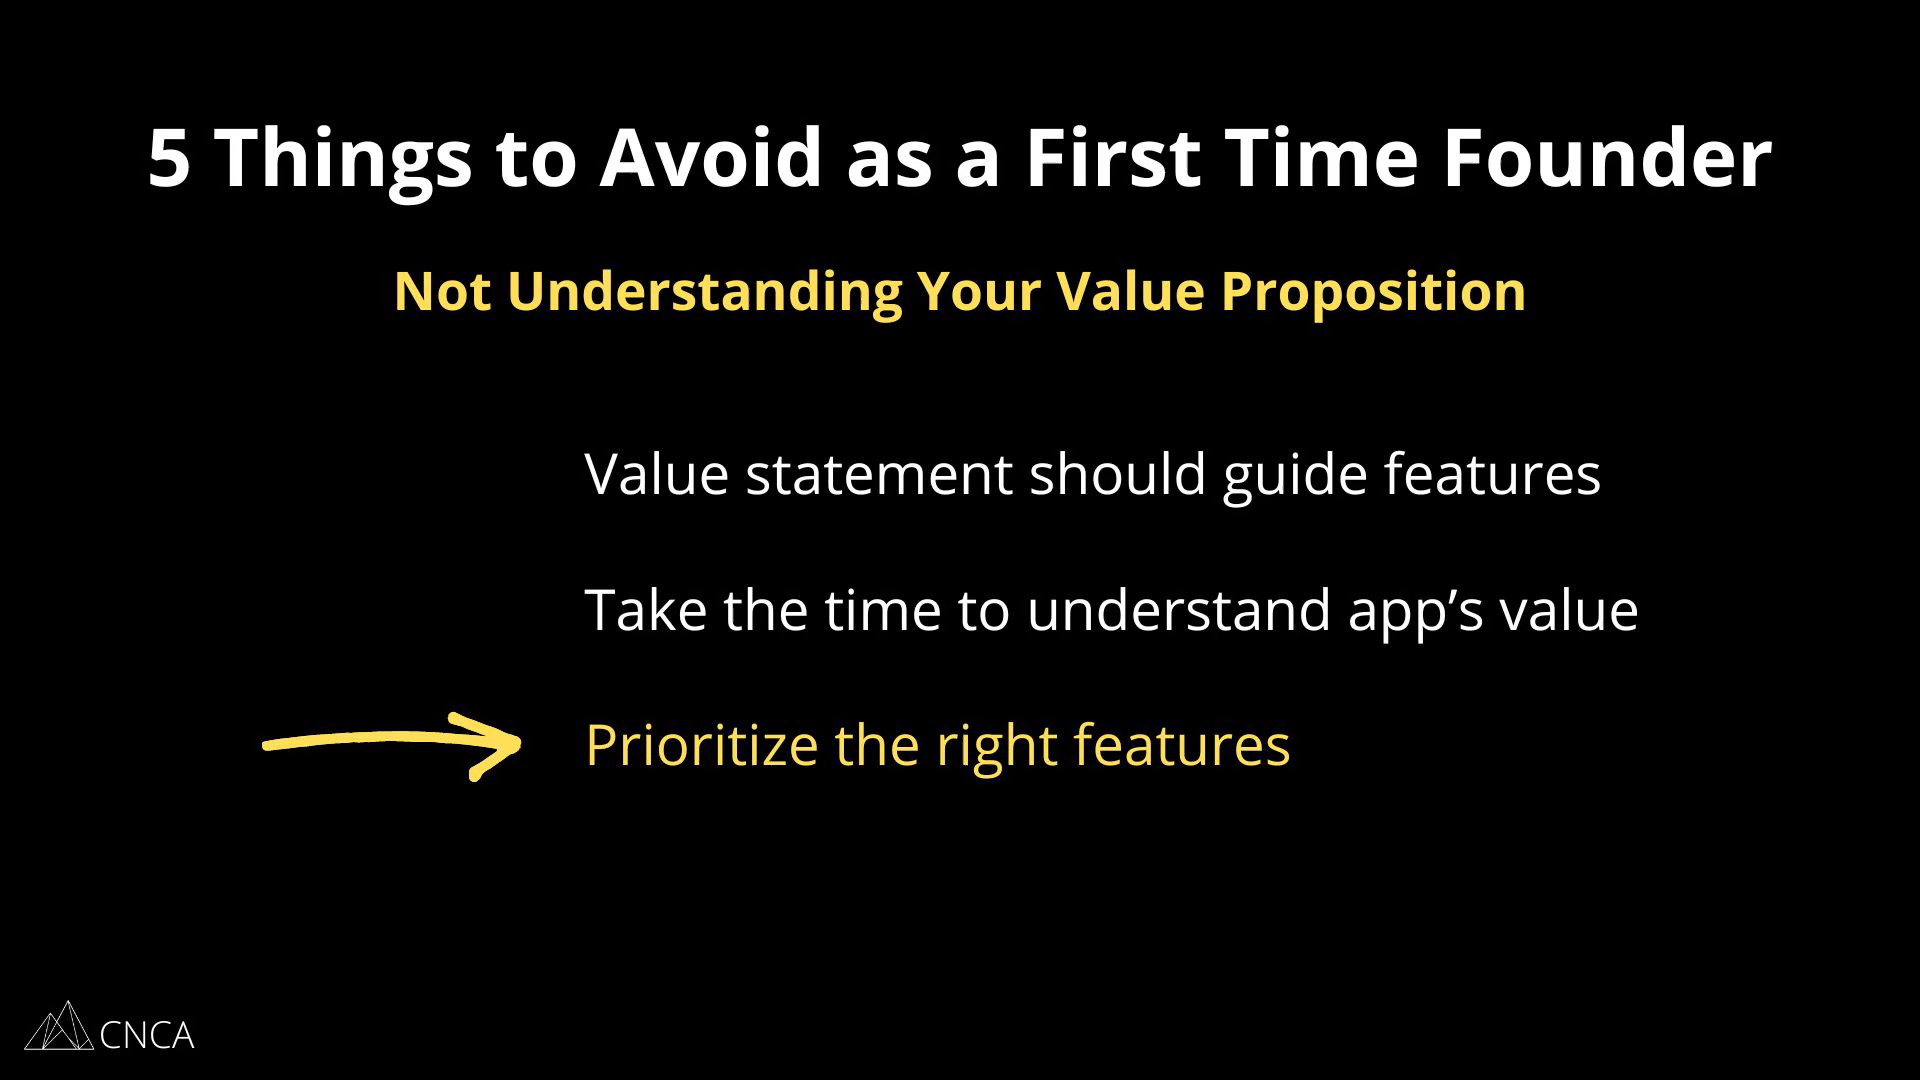 5 Things to Avoid as a First Time Founder
Not Understanding Your Value Proposition
Value statement should guide features
Take the time to understand app’s value
Prioritize the right features
CNCA